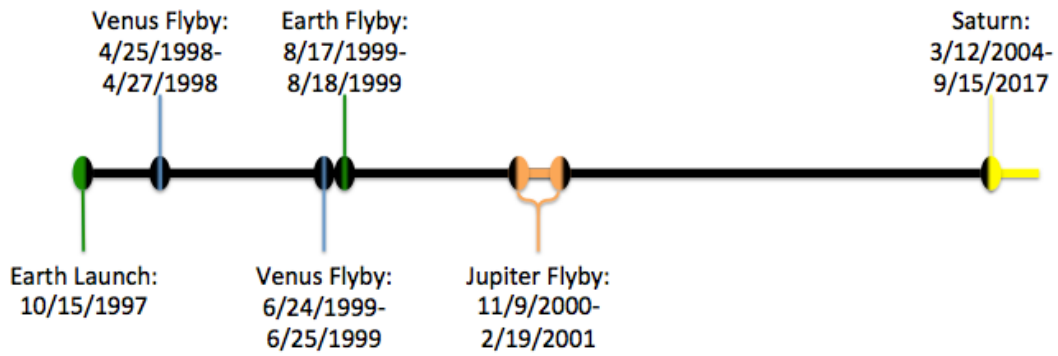 Venus Flyby:
4/25/1998-
4/27/1998
Earth Flyby:
8/17/1999-
8/18/1999
Saturn:
3/12/2004-
9/15/2017
Earth Launch:
10/15/1997
Venus Flyby:
6/24/1999-
6/25/1999
Jupiter Flyby:
11/9/2000-
2/19/2001